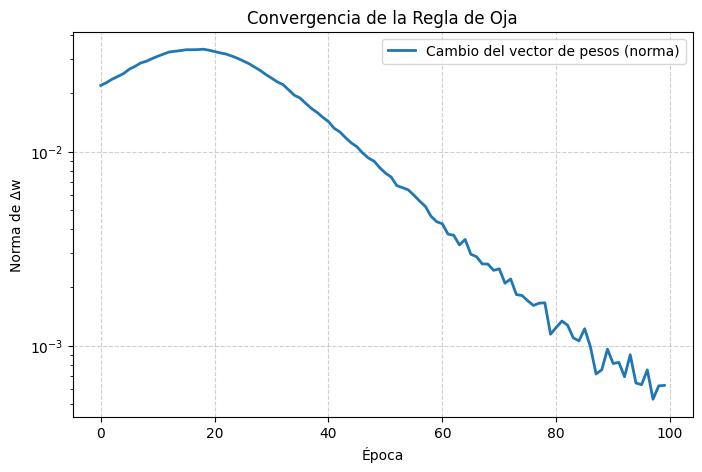 Convergencia de la Regla de Oja
Cambio del vector de pesos (norma)
Norma de Δw
10⁻²
10⁻³
0 20 40 60 80 100
Época